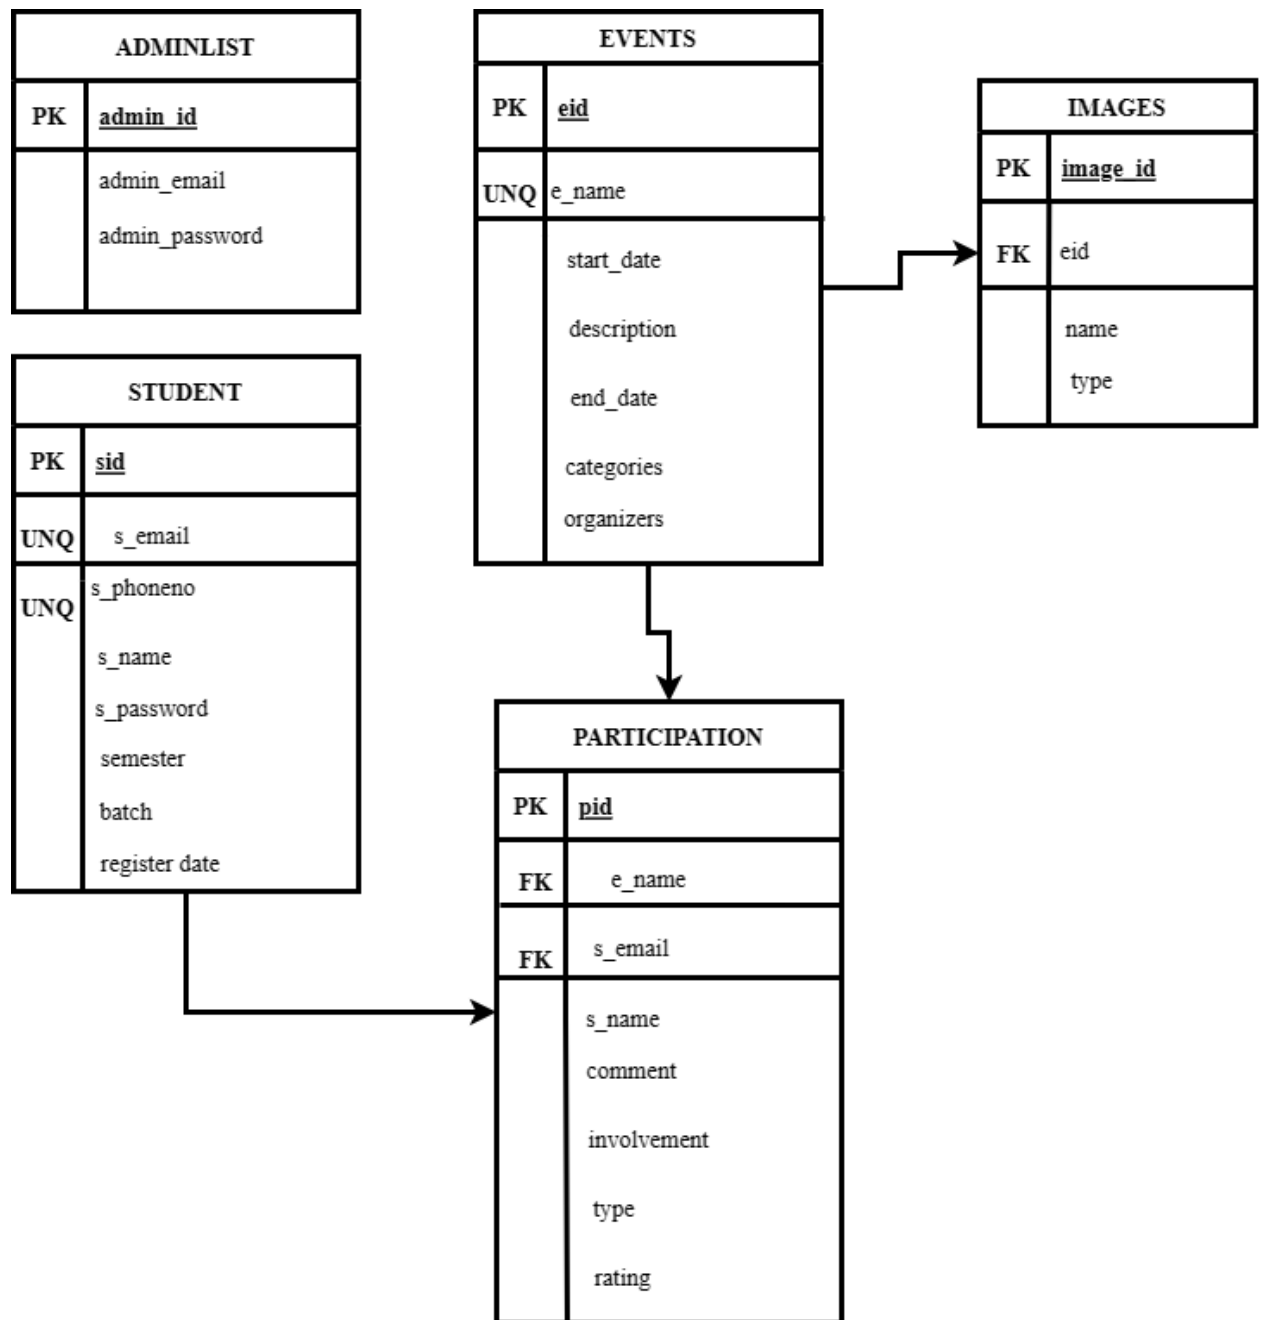 ADMINLIST
PK admin_id
admin_email
admin_password
EVENTS
PK eid
UNQ e_name
start_date
description
end_date
categories
organizers
IMAGES
PK image_id
FK eid
name
type
STUDENT
PK sid
UNQ s_email
UNQ s_phoneno
s_name
s_password
semester
batch
register date
PARTICIPATION
PK pid
FK e_name
FK s_email
s_name
comment
involvement
type
rating